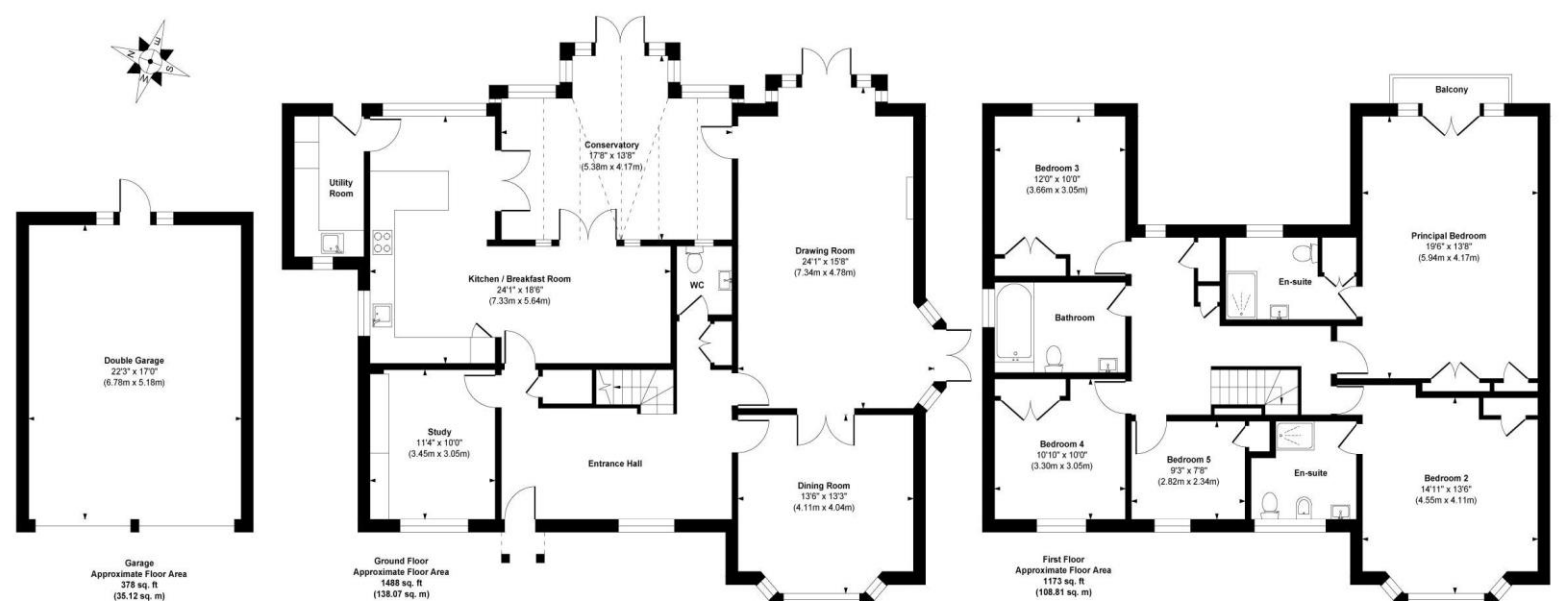 N
E
S
W
Double Garage
22'3" x 17'0"
(6.78m x 5.18m)
Garage
Approximate Floor Area
378 sq. ft
(35.12 sq. m)
Utility
Room
Conservatory
17'8" x 13'8"
(5.38m x 4.17m)
Kitchen / Breakfast Room
24'1" x 18'6"
(7.33m x 5.64m)
WC
Drawing Room
24'1" x 15'8"
(7.34m x 4.78m)
Study
11'4" x 10'0"
(3.45m x 3.05m)
Entrance Hall
Dining Room
13'6" x 13'3"
(4.11m x 4.04m)
Ground Floor
Approximate Floor Area
1488 sq. ft
(138.07 sq. m)
Balcony
Bedroom 3
12'0" x 10'0"
(3.66m x 3.05m)
Principal Bedroom
19'6" x 13'8"
(5.94m x 4.17m)
En-suite
Bathroom
Bedroom 4
10'10" x 10'0"
(3.30m x 3.05m)
Bedroom 5
9'3" x 7'8"
(2.82m x 2.34m)
En-suite
Bedroom 2
14'11" x 13'6"
(4.55m x 4.11m)
First Floor
Approximate Floor Area
1173 sq. ft
(108.81 sq. m)